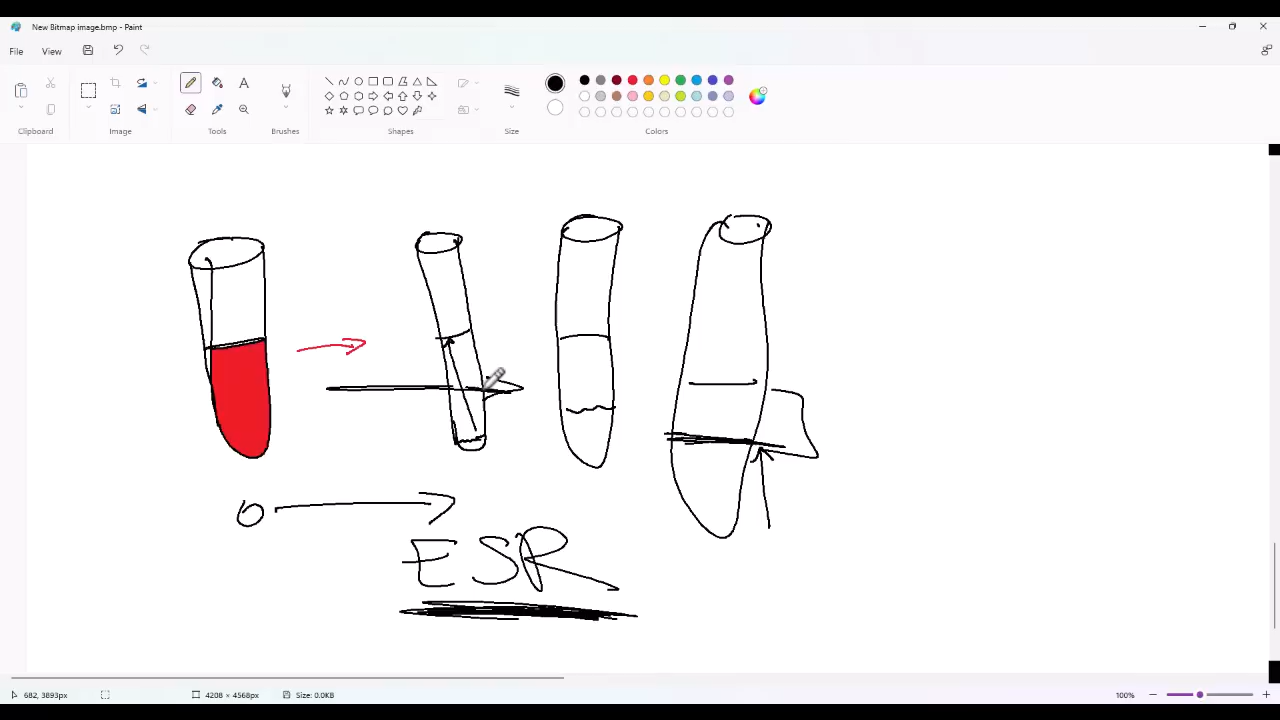 New Bitmap image.bmp - Paint
File View
Clipboard Image Tools Brushes Shapes Size Colors
O
ESR
682, 3893px 4208 × 4568px Size: 0.0KB 100%